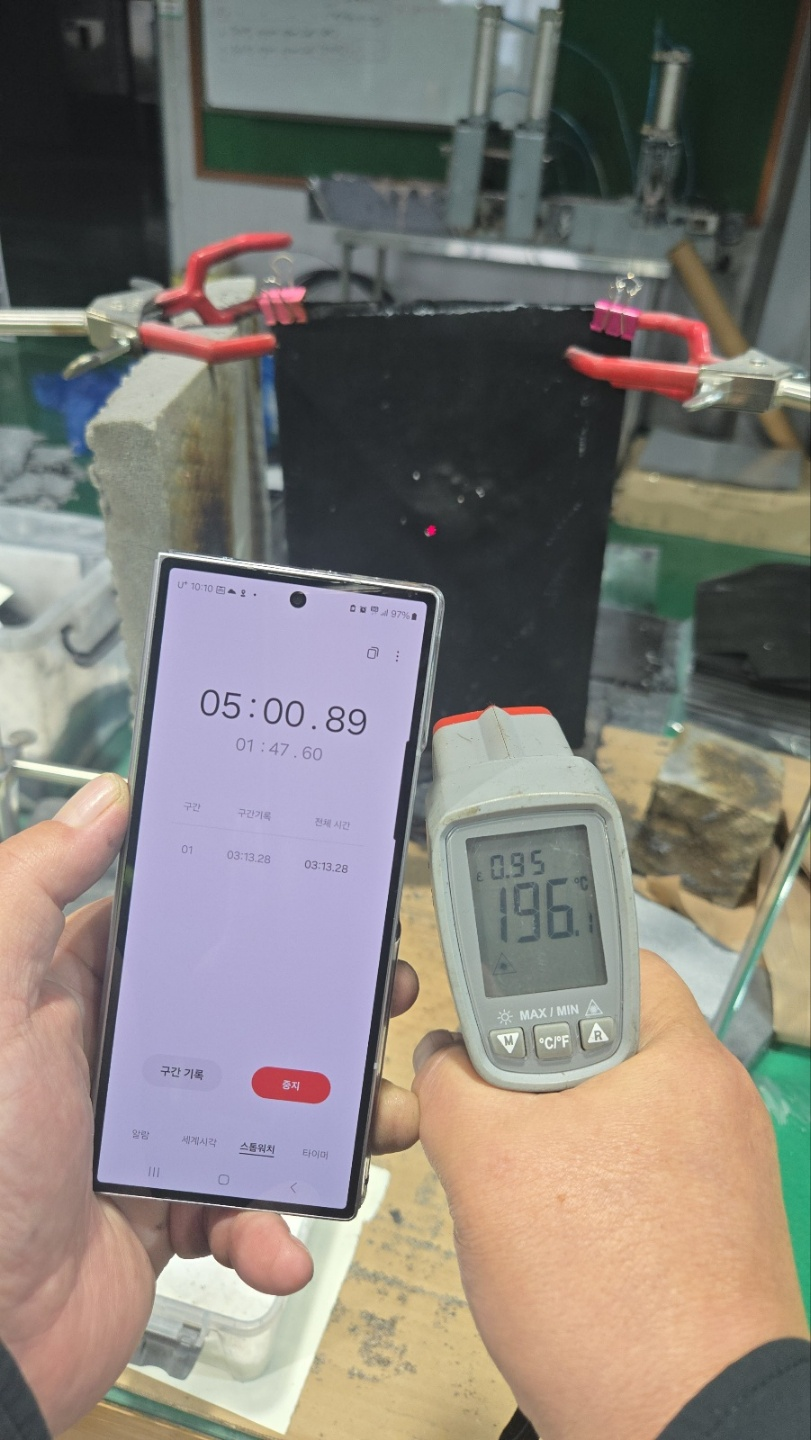 U+ 10:10
97%
05:00.89
01:47.60
구간 구간기록 전체 시간
01 03:13.28 03:13.28
구간 기록 중지
알람 세계시각 스톱워치 타이머
ε 0.95
196.1 °C
MAX / MIN
M °C/°F R